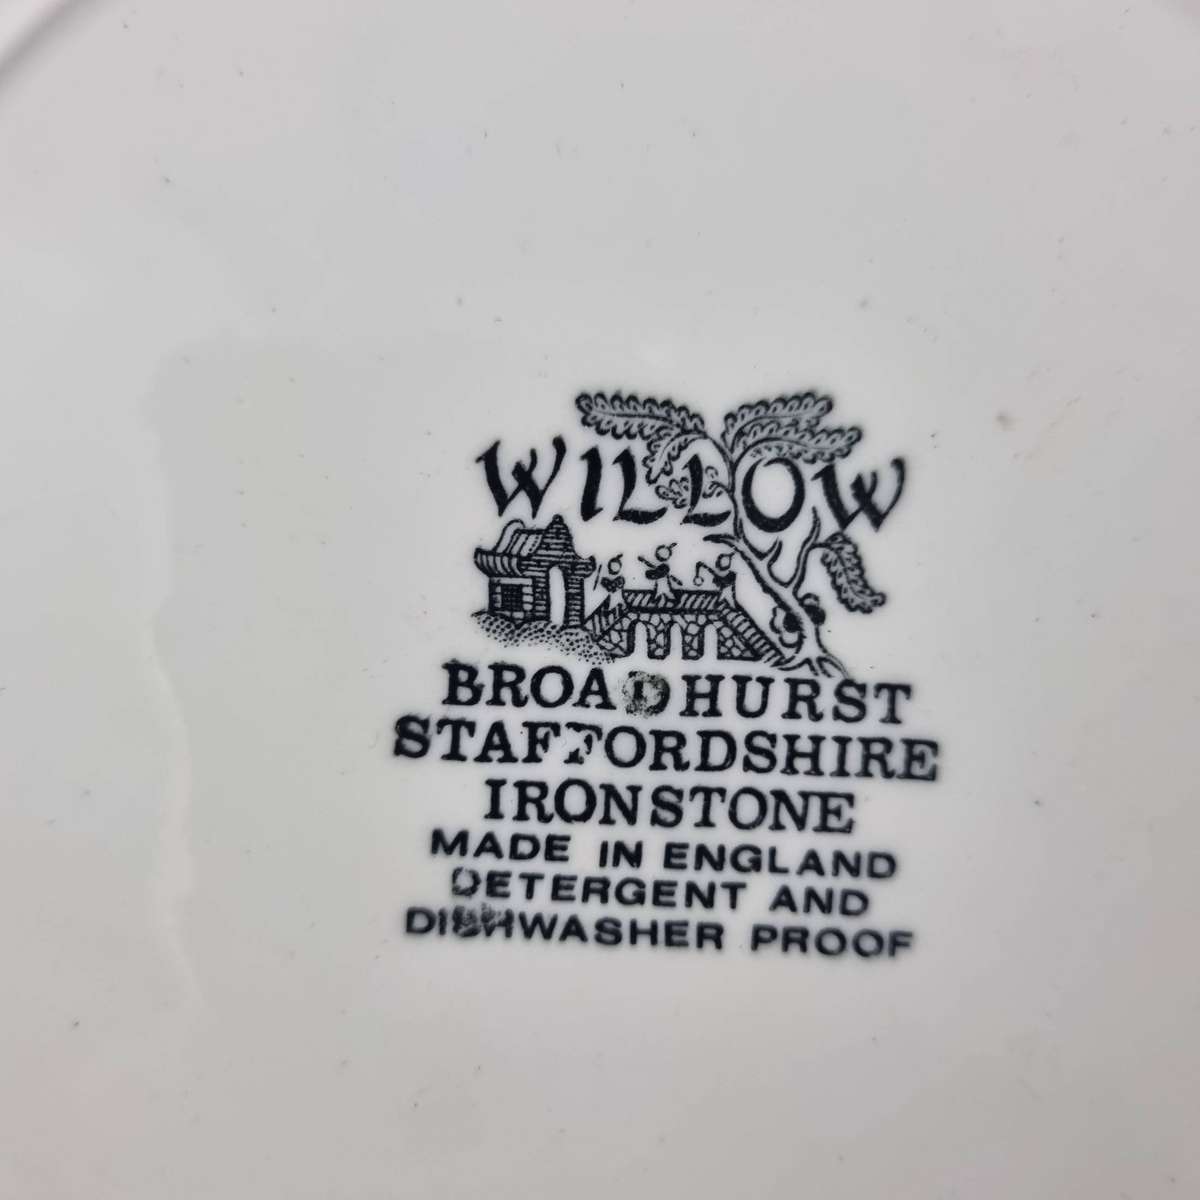 WILLOW
BROADHURST
STAFFORDSHIRE
IRONSTONE
MADE IN ENGLAND
DETERGENT AND
DISHWASHER PROOF